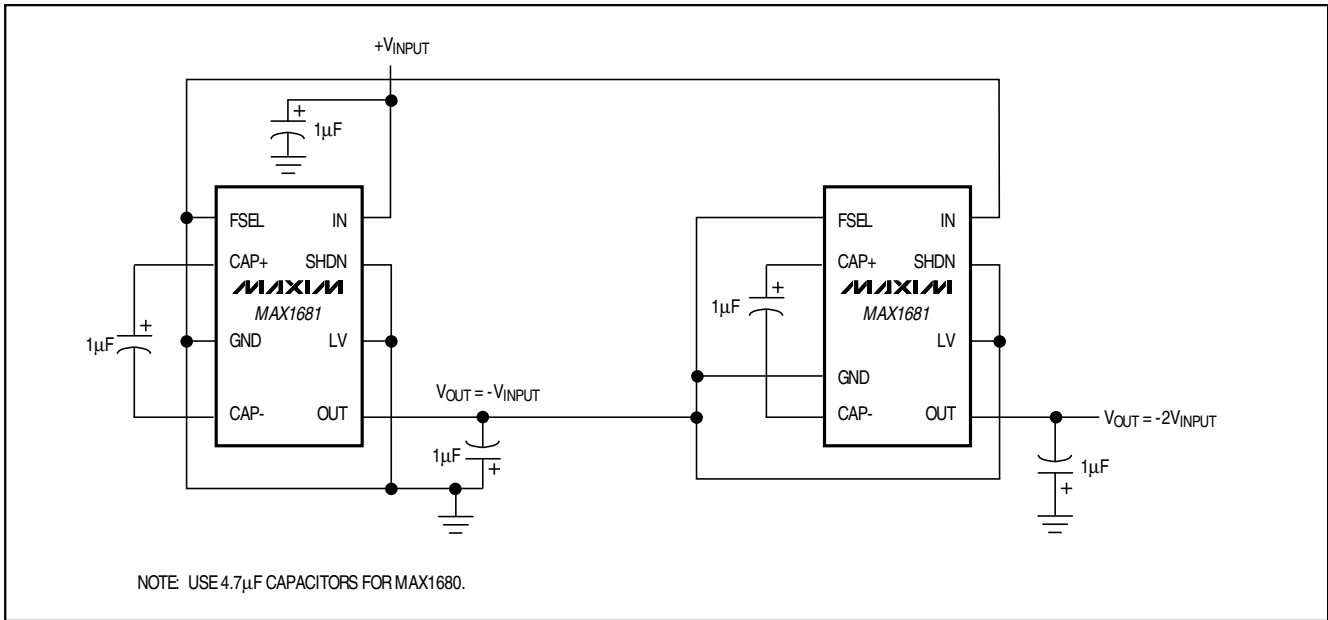 +VINPUT
+
1µF
FSEL IN
CAP+ SHDN
MAXIM
MAX1681
GND LV
CAP- OUT
+
1µF
VOUT = -VINPUT
1µF
+
FSEL IN
CAP+ SHDN
MAXIM
MAX1681
LV
GND
CAP- OUT
+
1µF
VOUT = -2VINPUT
1µF
+
NOTE: USE 4.7µF CAPACITORS FOR MAX1680.